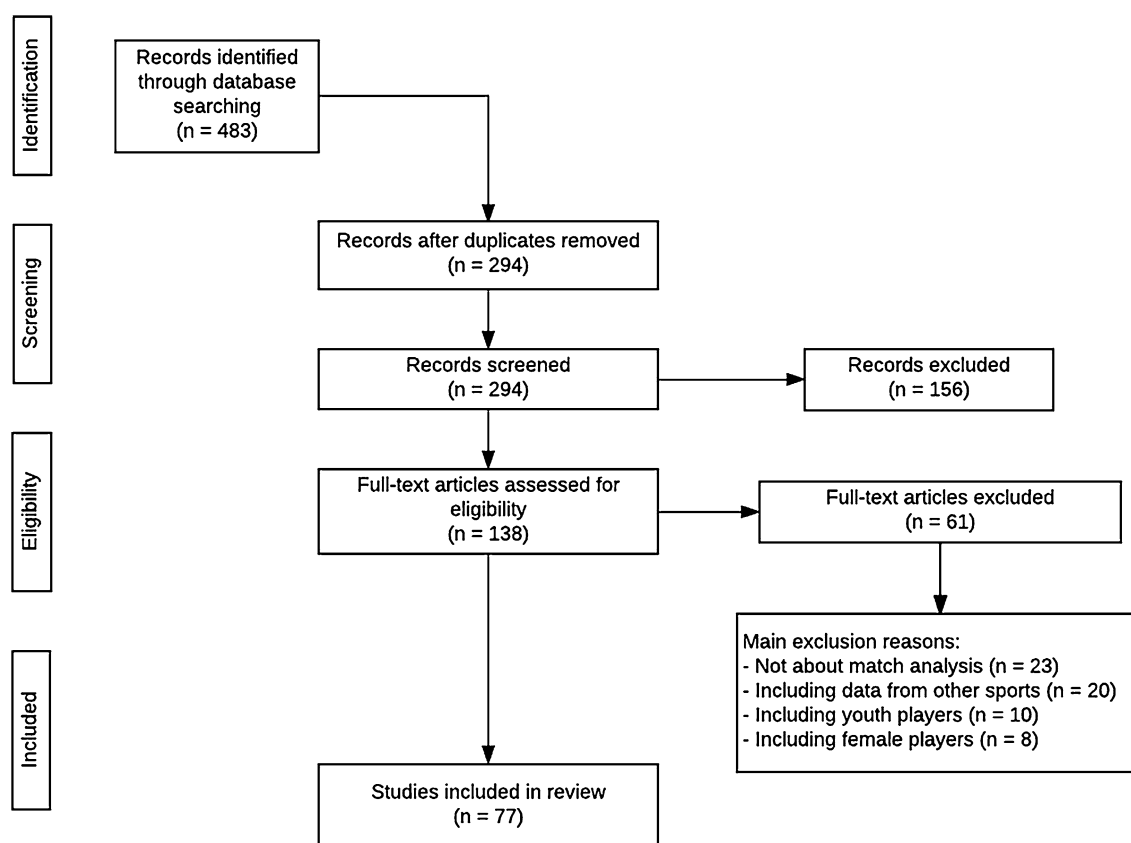 Identification
Records identified
through database
searching
(n = 483)
Screening
Records after duplicates removed
(n = 294)
Records screened
(n = 294)
Records excluded
(n = 156)
Eligibility
Full-text articles assessed for
eligibility
(n = 138)
Full-text articles excluded
(n = 61)
Main exclusion reasons:
- Not about match analysis (n = 23)
- Including data from other sports (n = 20)
- Including youth players (n = 10)
- Including female players (n = 8)
Included
Studies included in review
(n = 77)